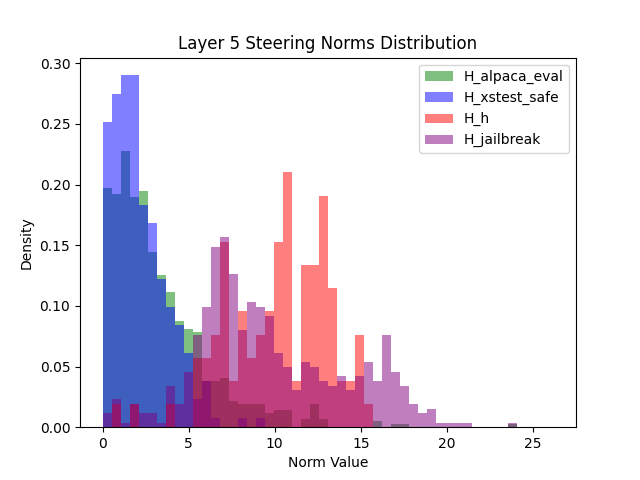 Layer 5 Steering Norms Distribution
H_alpaca_eval
H_xstest_safe
H_h
H_jailbreak
0.30
0.25
0.20
0.15
0.10
0.05
0.00
Density
0 5 10 15 20 25
Norm Value